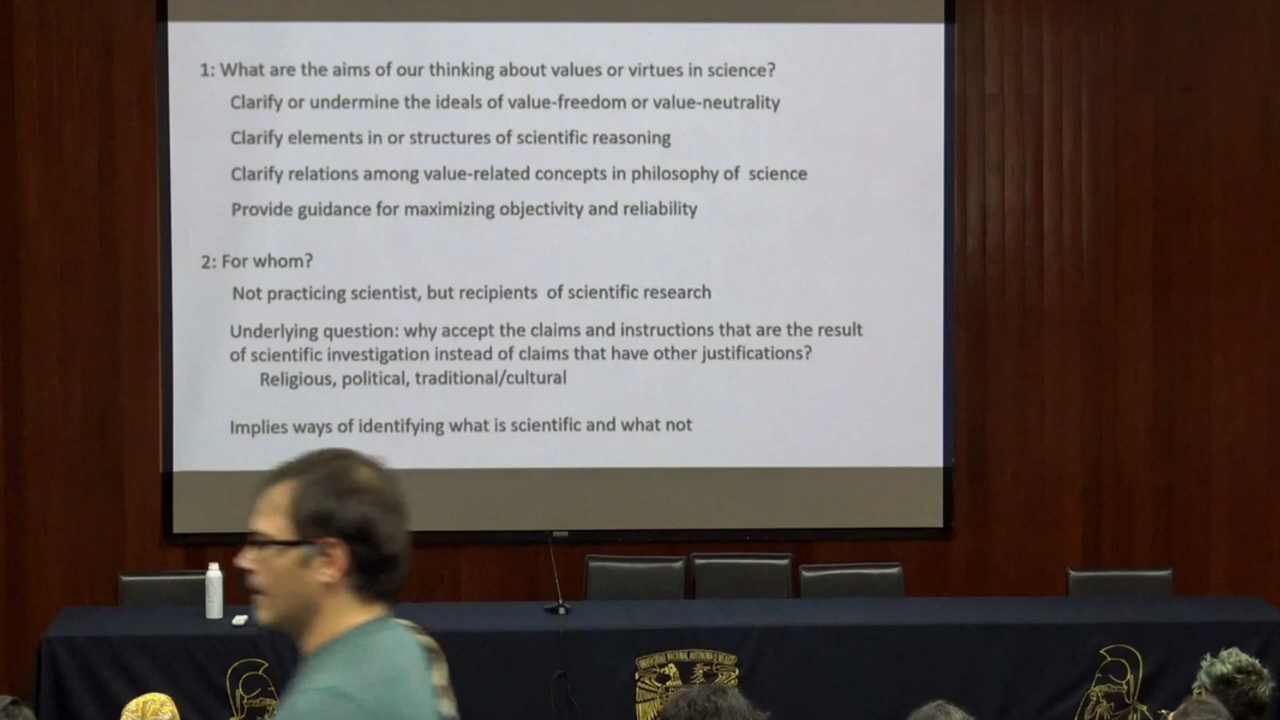 1: What are the aims of our thinking about values or virtues in science?
Clarify or undermine the ideals of value-freedom or value-neutrality
Clarify elements in or structures of scientific reasoning
Clarify relations among value-related concepts in philosophy of science
Provide guidance for maximizing objectivity and reliability
2: For whom?
Not practicing scientist, but recipients of scientific research
Underlying question: why accept the claims and instructions that are the result
of scientific investigation instead of claims that have other justifications?
Religious, political, traditional/cultural
Implies ways of identifying what is scientific and what not